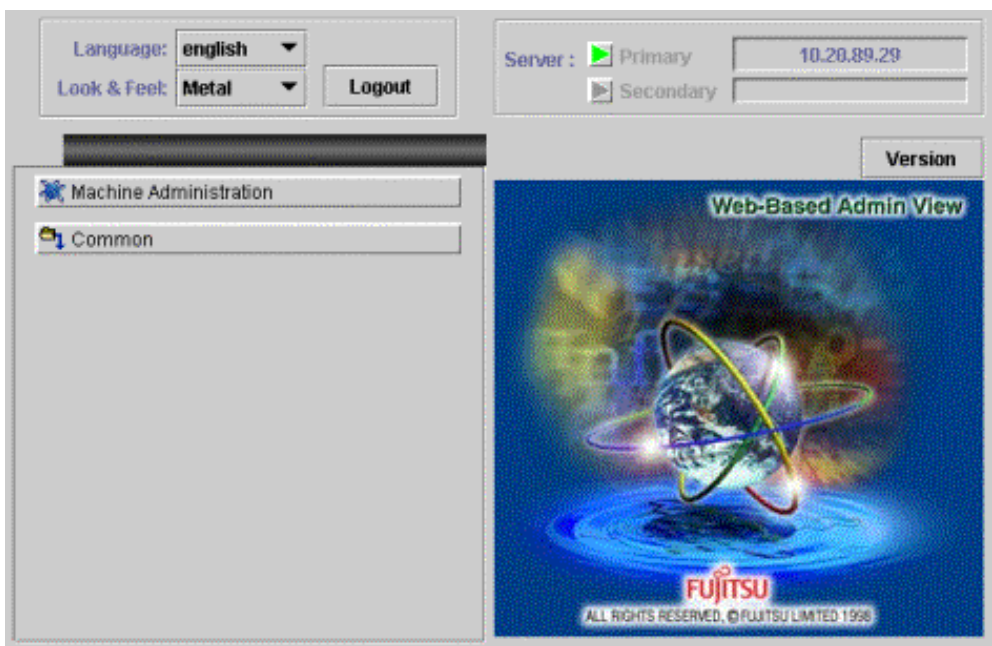 Language: english
Look & Feel: Metal Logout
Server : Primary 10.20.89.29
Secondary
Version
Machine Administration
Common
Web-Based Admin View
FUJITSU
ALL RIGHTS RESERVED, © FUJITSU LIMITED 1998